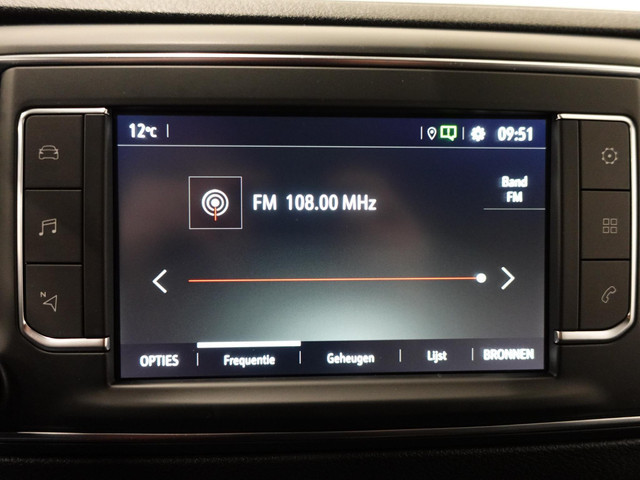 12°C 09:51
FM 108.00 MHz
Band
FM
N
OPTIES Frequentie Geheugen Lijst BRONNEN